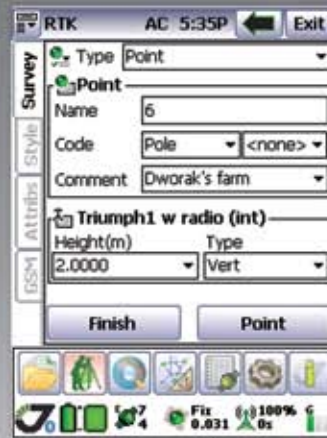 RTK AC 5:35P Exit
Survey
Style
Attribs
GSM
Type Point
Point
Name 6
Code Pole <none>
Comment Dworak's farm
Triumph1 w radio (int)
Height(m) Type
2.0000 Vert
Finish Point
7 4 Fix 0.031 100% 0s G